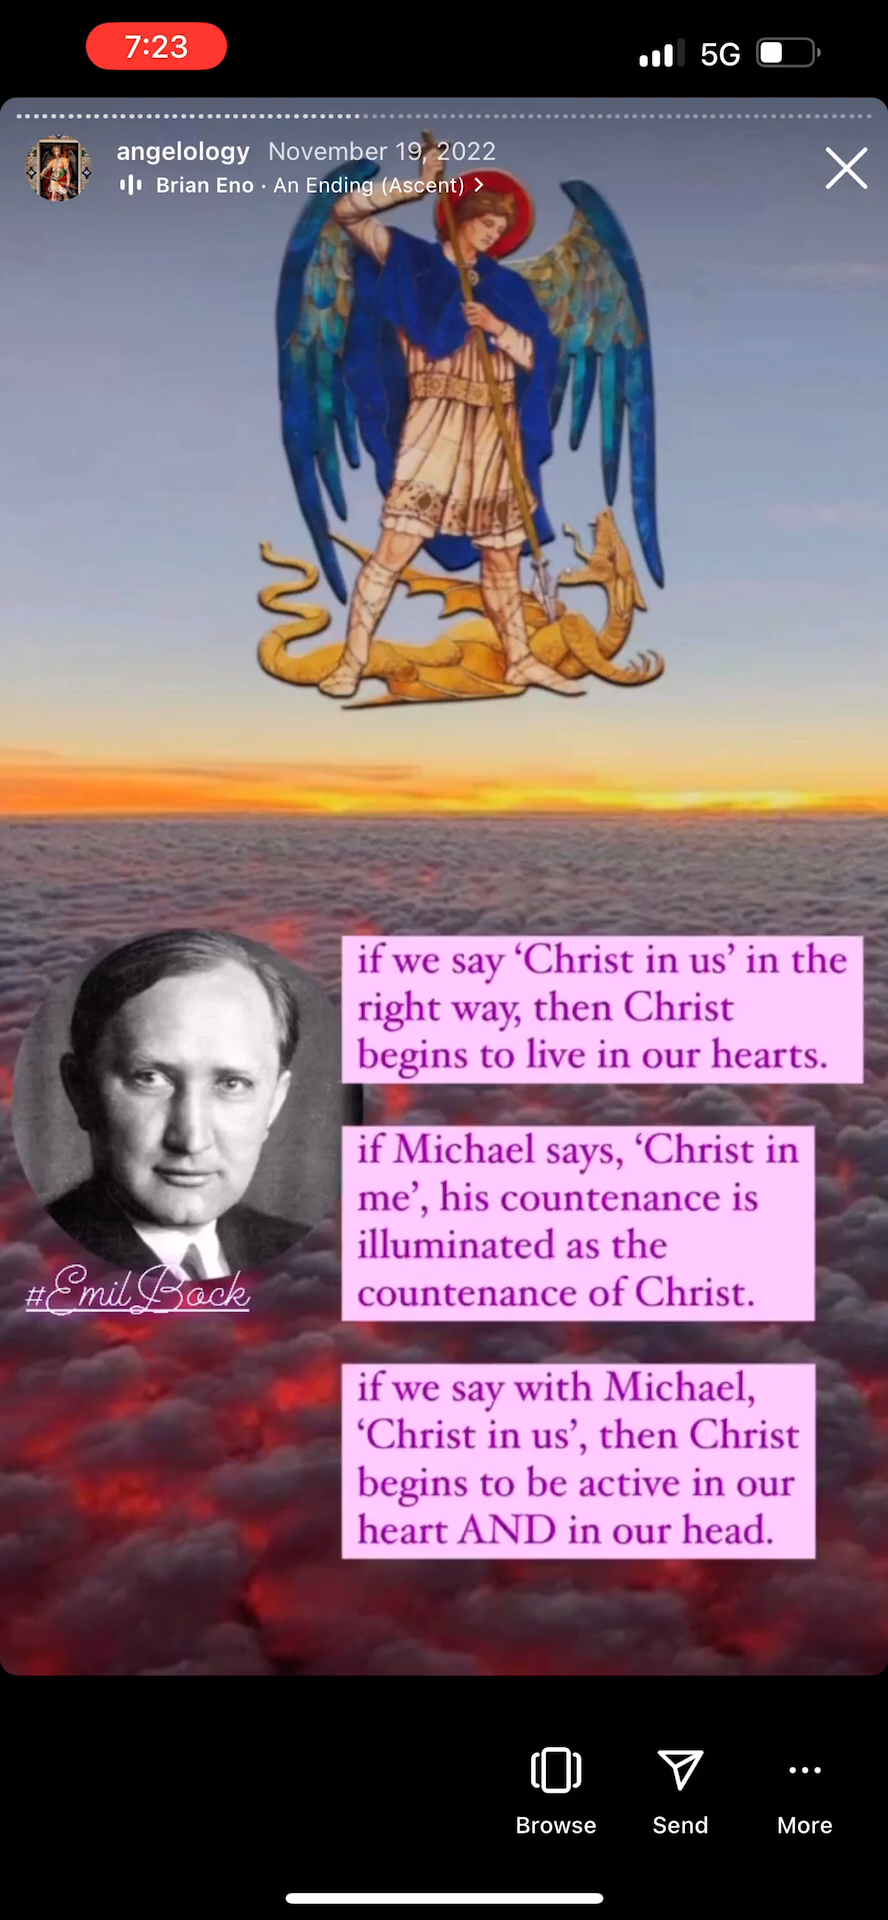 7:23
5G
angelology November 19, 2022
Brian Eno · An Ending (Ascent) >
if we say ‘Christ in us’ in the
right way, then Christ
begins to live in our hearts.
if Michael says, ‘Christ in
me’, his countenance is
illuminated as the
countenance of Christ.
#EmilBock
if we say with Michael,
‘Christ in us’, then Christ
begins to be active in our
heart AND in our head.
Browse
Send
More